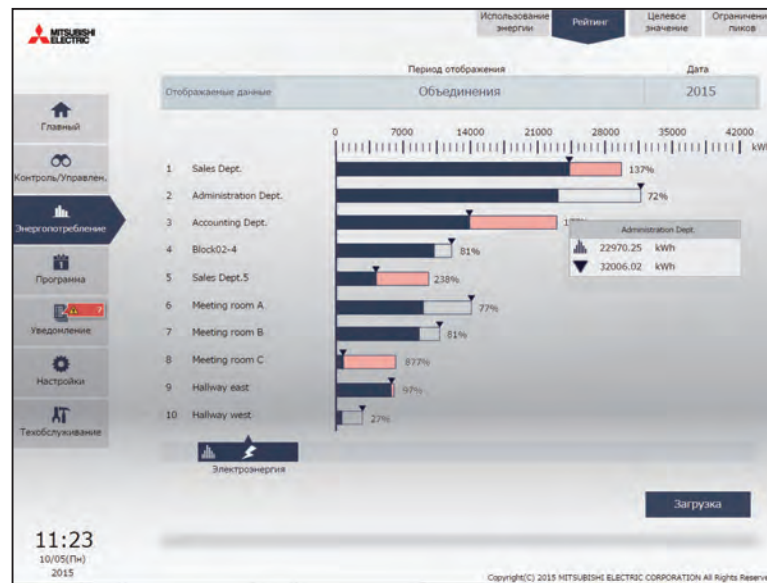 MITSUBISHI
ELECTRIC
Использование
энергии
Рейтинг
Целевое
значение
Ограничени
пиков
Период отображения
Дата
Отображаемые данные
Объединения
2015
Главный
Контроль/Управлен.
Энергопотребление
Программа
7
Уведомление
Настройки
Техобслуживание
0 7000 14000 21000 28000 35000 42000
kWh
1 Sales Dept. 137%
2 Administration Dept. 72%
3 Accounting Dept.
4 Block02-4 81%
5 Sales Dept.5 238%
6 Meeting room A 77%
7 Meeting room B 81%
8 Meeting room C 877%
9 Hallway east 97%
10 Hallway west 27%
Administration Dept.
22970.25 kWh
32006.02 kWh
Электроэнергия
Загрузка
11:23
10/05(Пн)
2015
Copyright(C) 2015 MITSUBISHI ELECTRIC CORPORATION All Rights Reserv